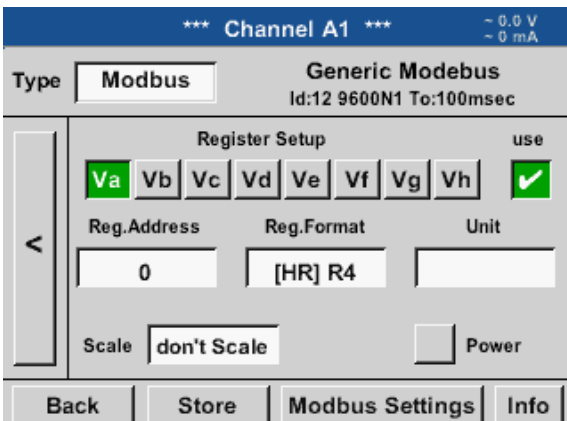 *** Channel A1 ***
~ 0.0 V
~ 0 mA
Type Modbus
Generic Modebus
Id:12 9600N1 To:100msec
Register Setup
use
Va Vb Vc Vd Ve Vf Vg Vh ✔
Reg.Address Reg.Format Unit
<
0 [HR] R4
Scale don't Scale Power
Back Store Modbus Settings Info